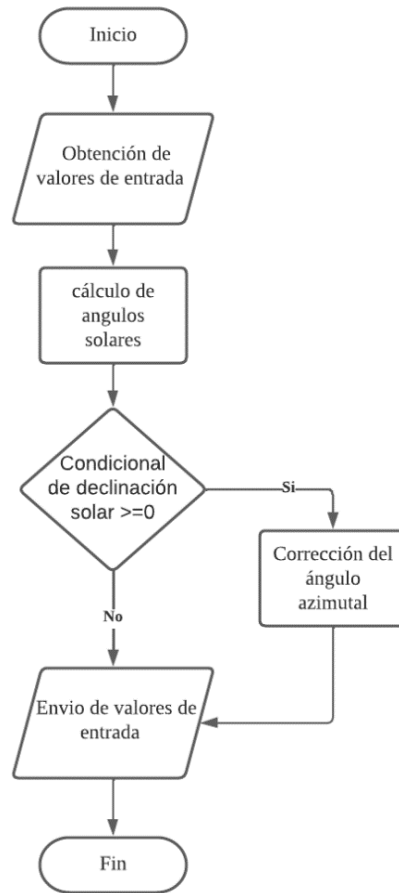 Inicio
Obtención de
valores de entrada
cálculo de
angulos
solares
Condicional
de declinación
solar >=0
Si
Corrección del
ángulo
azimutal
No
Envio de valores de
entrada
Fin